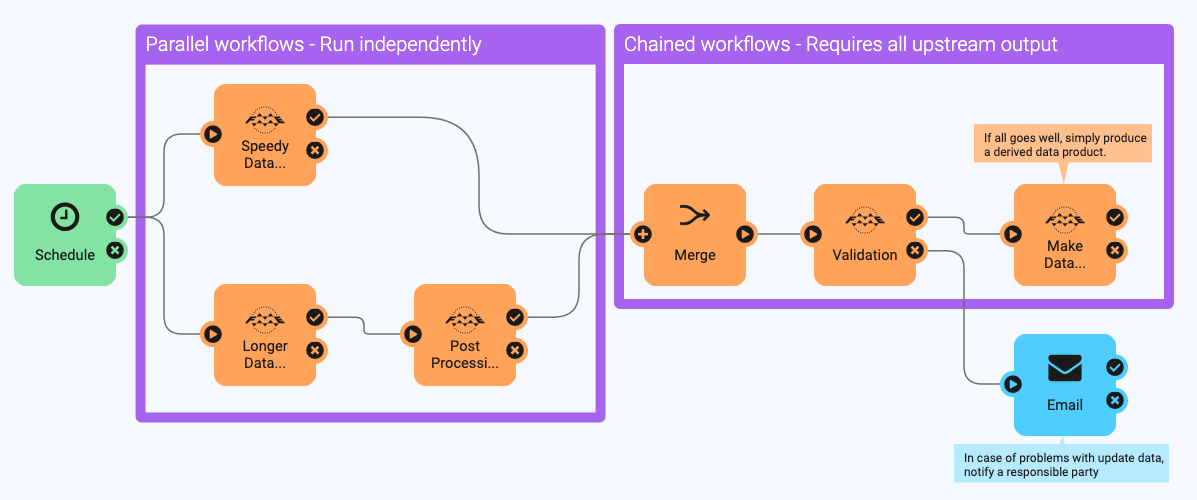 Parallel workflows - Run independently
Chained workflows - Requires all upstream output
Speedy
Data...
If all goes well, simply produce
a derived data product.
Schedule
Merge
Validation
Make
Data...
Longer
Data...
Post
Processi...
Email
In case of problems with update data,
notify a responsible party